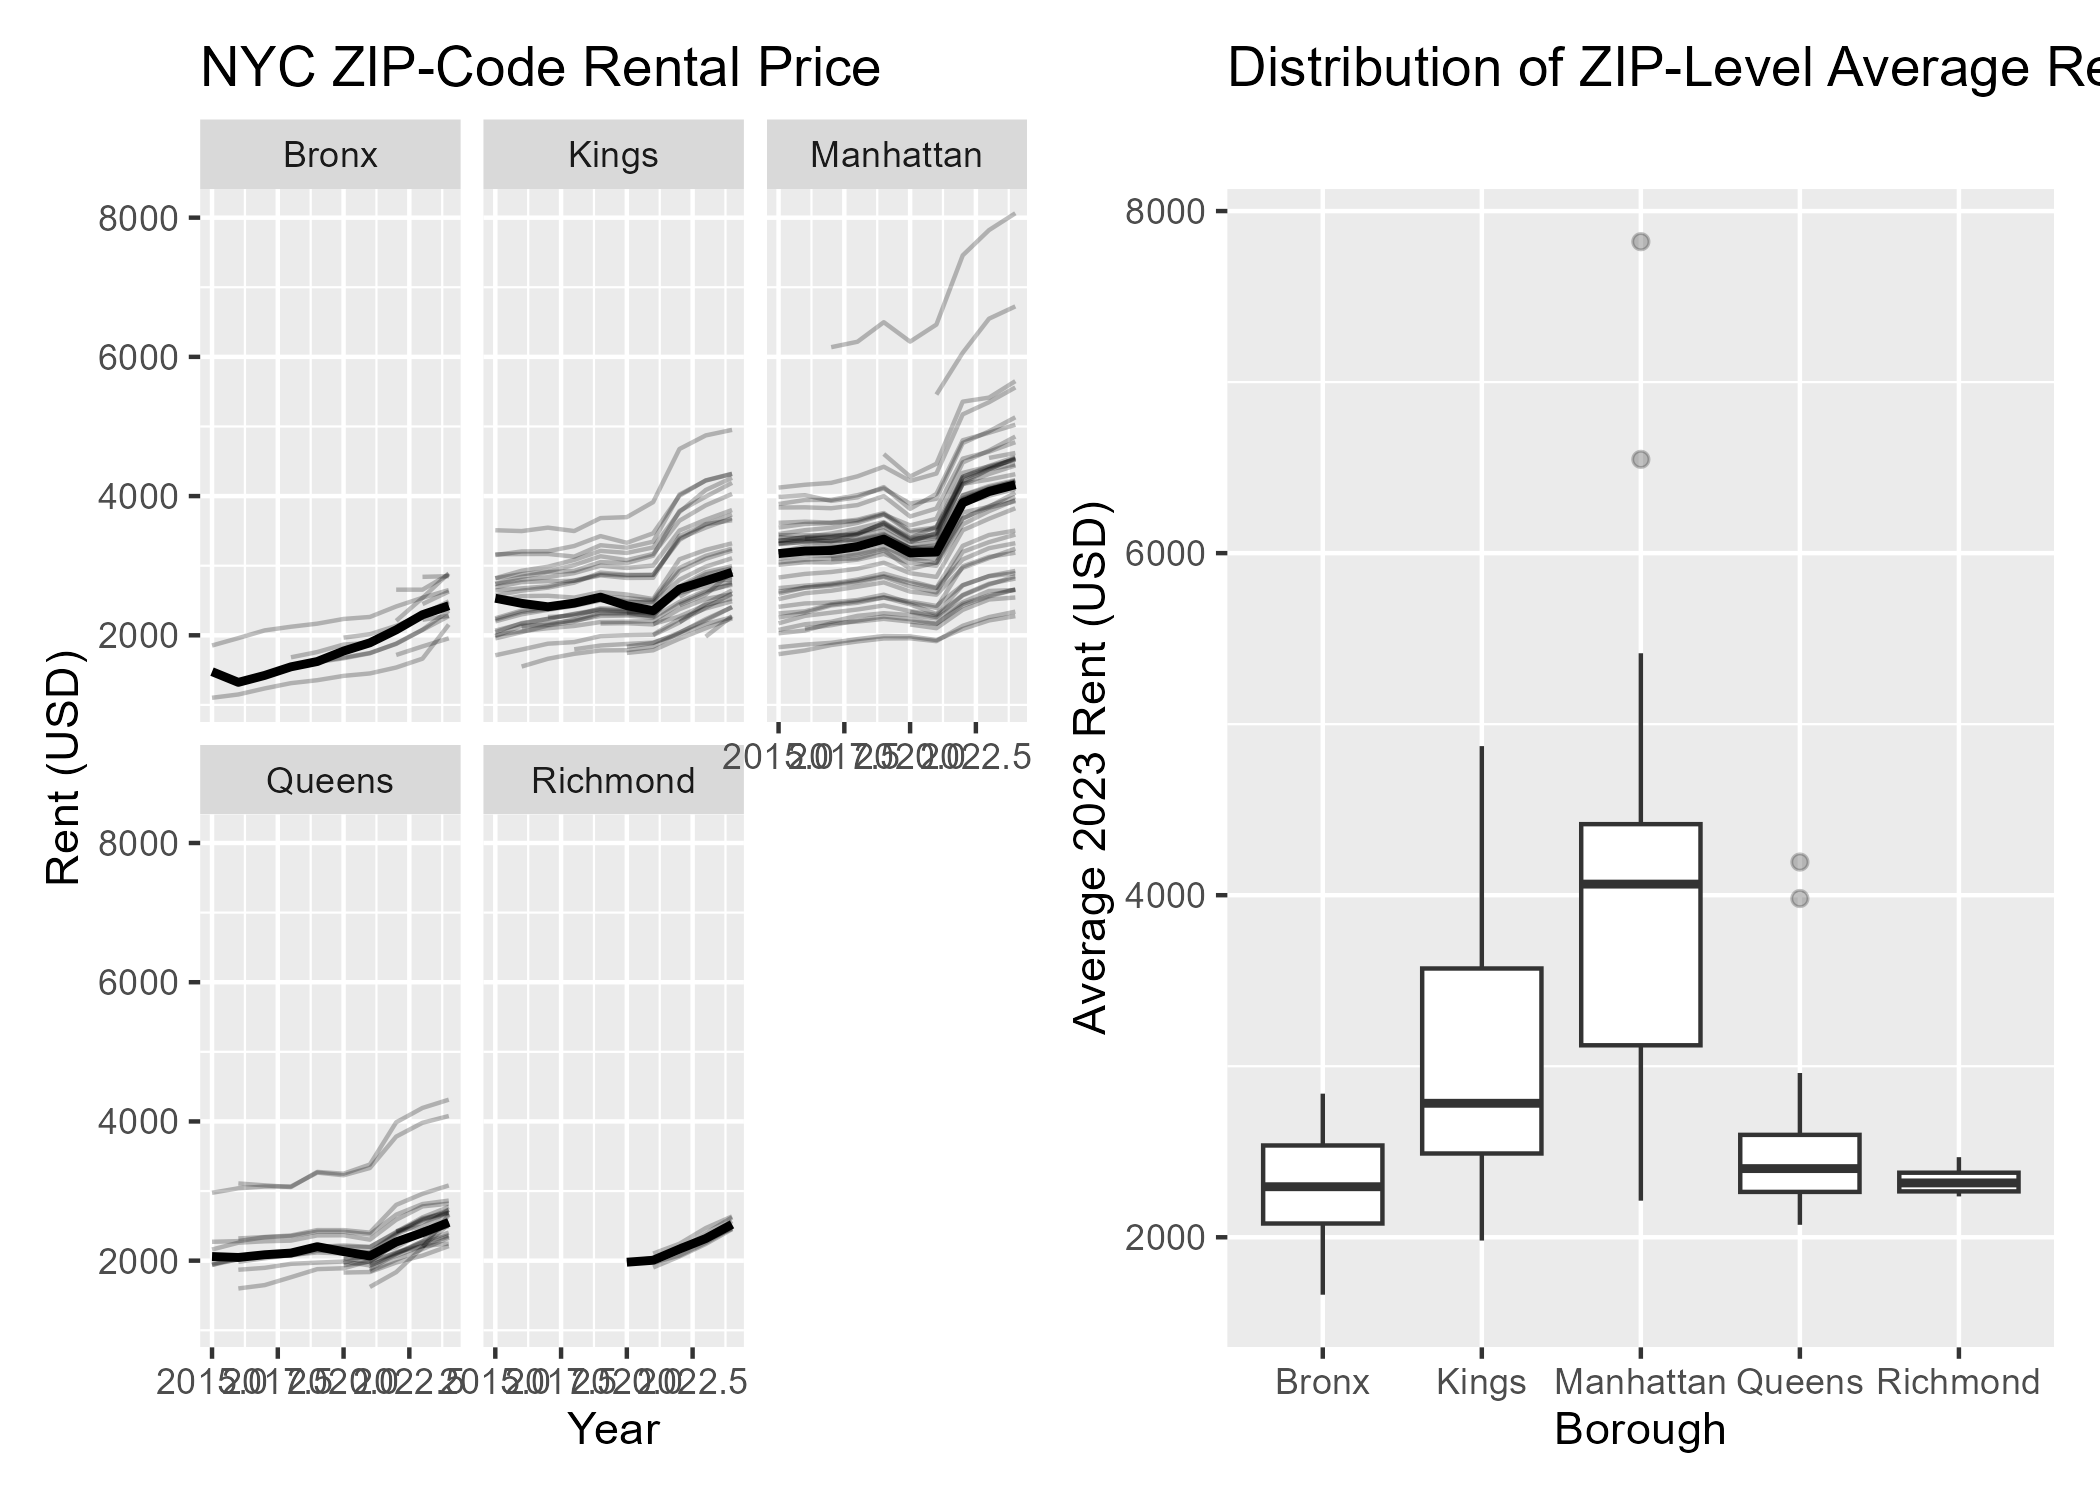 NYC ZIP-Code Rental Price
Bronx
Kings
Manhattan
8000
6000
4000
2000
2015.0 2017.5 2020.0 2022.5
Queens
Richmond
8000
6000
4000
2000
2015.0 2017.5 2020.0 2022.5
2015.0 2017.5 2020.0 2022.5
Rent (USD)
Year
Distribution of ZIP-Level Average Re
8000
6000
4000
2000
Bronx
Kings
Manhattan
Queens
Richmond
Average 2023 Rent (USD)
Borough